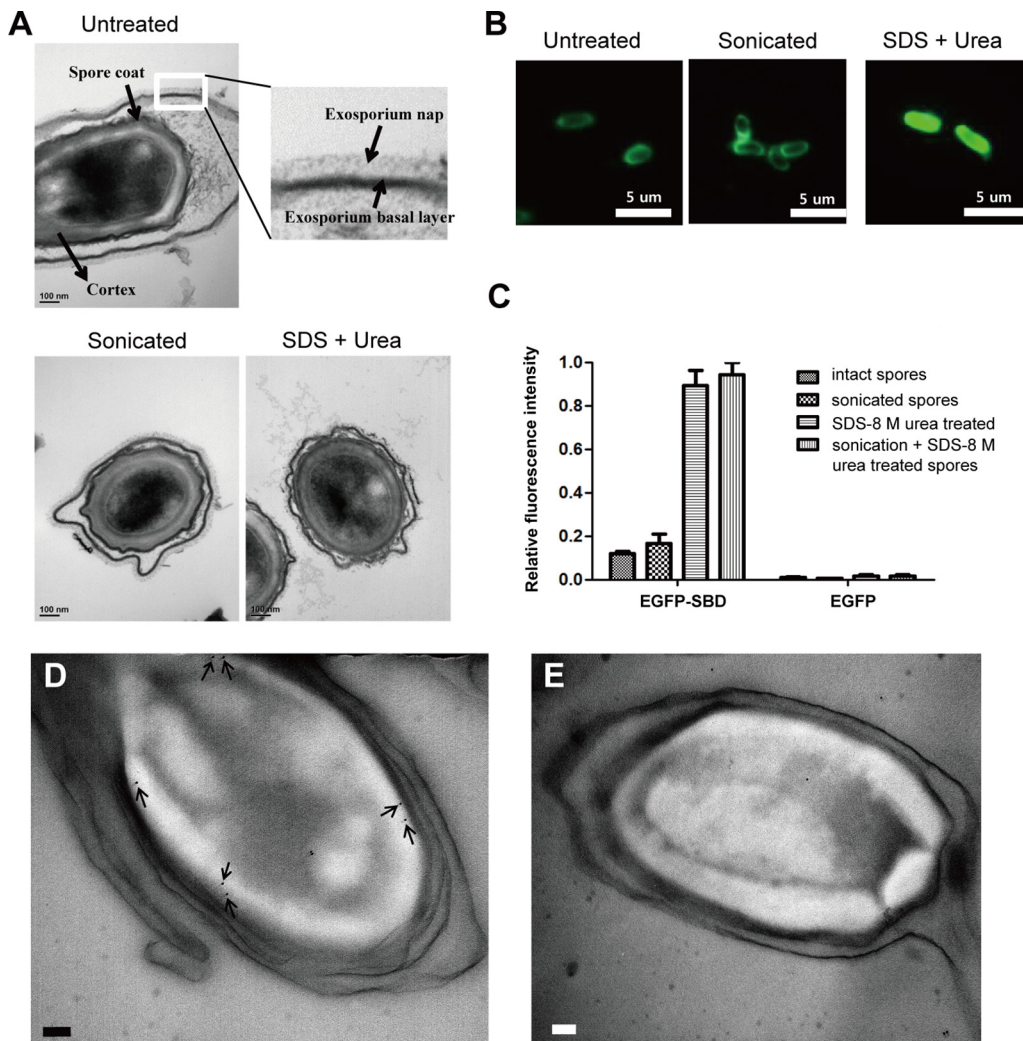 A
Untreated
Spore coat
Exosporium nap
Exosporium basal layer
Cortex
100 nm
Sonicated
SDS + Urea
100 nm
100 nm
B
Untreated
Sonicated
SDS + Urea
5 um
5 um
5 um
C
Relative fluorescence intensity
1.0
0.8
0.6
0.4
0.2
0.0
EGFP-SBD
EGFP
intact spores
sonicated spores
SDS-8 M urea treated
sonication + SDS-8 M
urea treated spores
D
E